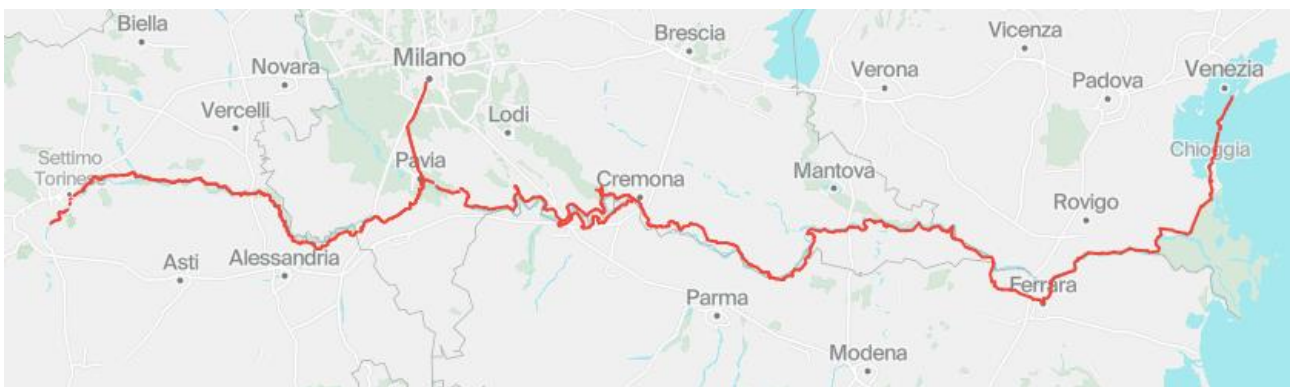 Biella
Novara
Milano
Brescia
Vicenza
Verona
Padova
Venezia
Vercelli
Lodi
Settimo
Torinese
Pavia
Chioggia
Mantova
Cremona
Rovigo
Asti
Alessandria
Ferrara
Parma
Modena